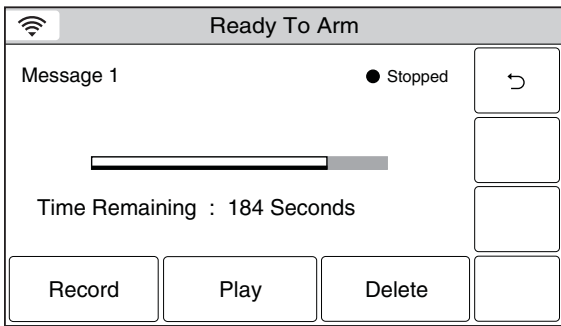 Ready To Arm
Message 1 Stopped
Time Remaining : 184 Seconds
Record Play Delete